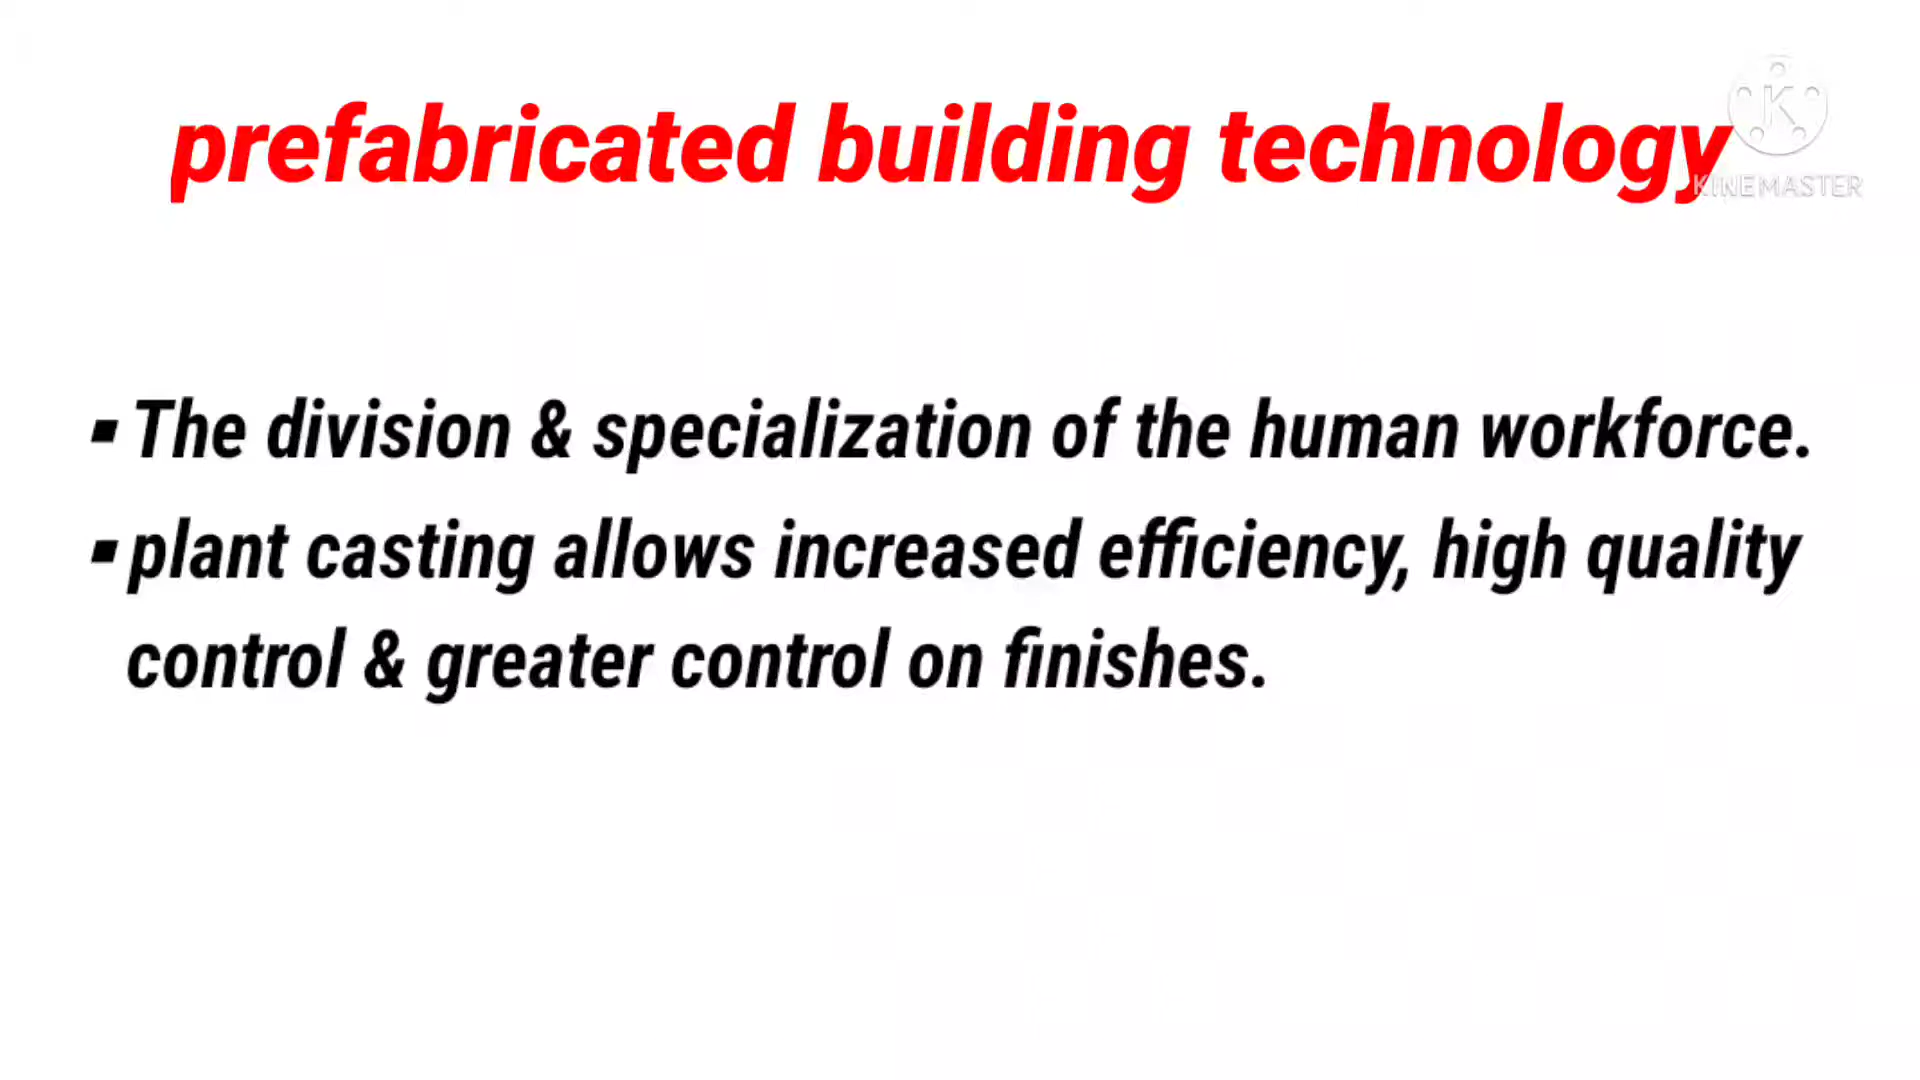 prefabricated building technology
K
KINEMASTER
▪The division & specialization of the human workforce.
▪plant casting allows increased efficiency, high quality
control & greater control on finishes.